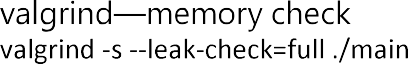 valgrind—memory check
valgrind -s --leak-check=full ./main